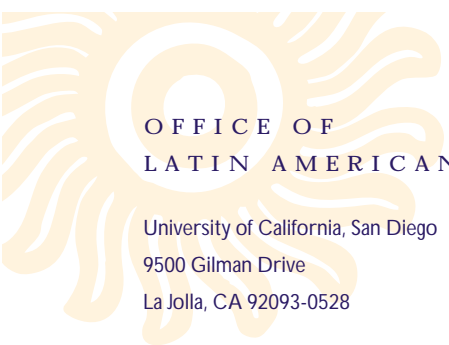 OFFICE OF
LATIN AMERICAN
University of California, San Diego
9500 Gilman Drive
La Jolla, CA 92093-0528